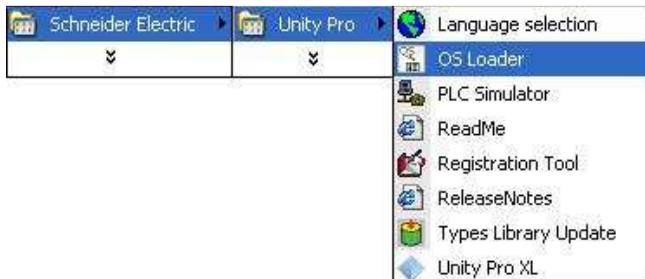 Schneider Electric
Unity Pro
Language selection
OS Loader
PLC Simulator
ReadMe
Registration Tool
ReleaseNotes
Types Library Update
Unity Pro XL